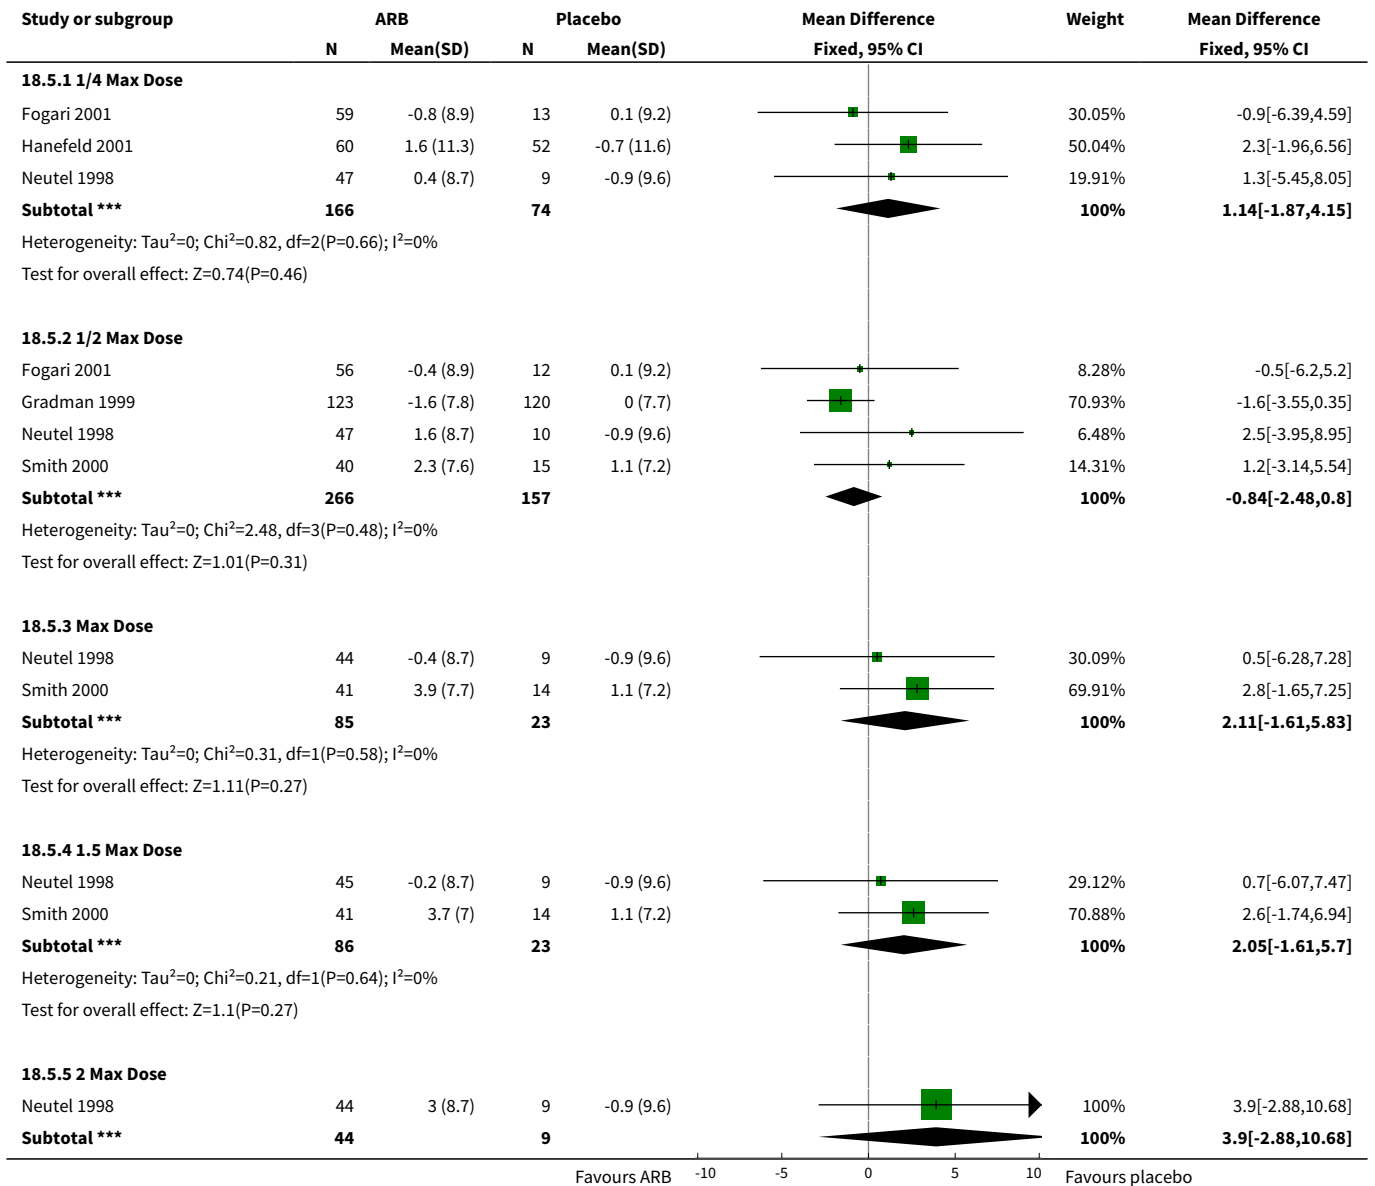 Study or subgroup ARB Placebo Mean Difference Weight Mean Difference
N Mean(SD) N Mean(SD) Fixed, 95% CI Fixed, 95% CI
18.5.1 1/4 Max Dose
Fogari 2001 59 -0.8 (8.9) 13 0.1 (9.2) 30.05% -0.9[-6.39,4.59]
Hanefeld 2001 60 1.6 (11.3) 52 -0.7 (11.6) 50.04% 2.3[-1.96,6.56]
Neutel 1998 47 0.4 (8.7) 9 -0.9 (9.6) 19.91% 1.3[-5.45,8.05]
Subtotal *** 166 74 100% 1.14[-1.87,4.15]
Heterogeneity: Tau²=0; Chi²=0.82, df=2(P=0.66); I²=0%
Test for overall effect: Z=0.74(P=0.46)
18.5.2 1/2 Max Dose
Fogari 2001 56 -0.4 (8.9) 12 0.1 (9.2) 8.28% -0.5[-6.2,5.2]
Gradman 1999 123 -1.6 (7.8) 120 0 (7.7) 70.93% -1.6[-3.55,0.35]
Neutel 1998 47 1.6 (8.7) 10 -0.9 (9.6) 6.48% 2.5[-3.95,8.95]
Smith 2000 40 2.3 (7.6) 15 1.1 (7.2) 14.31% 1.2[-3.14,5.54]
Subtotal *** 266 157 100% -0.84[-2.48,0.8]
Heterogeneity: Tau²=0; Chi²=2.48, df=3(P=0.48); I²=0%
Test for overall effect: Z=1.01(P=0.31)
18.5.3 Max Dose
Neutel 1998 44 -0.4 (8.7) 9 -0.9 (9.6) 30.09% 0.5[-6.28,7.28]
Smith 2000 41 3.9 (7.7) 14 1.1 (7.2) 69.91% 2.8[-1.65,7.25]
Subtotal *** 85 23 100% 2.11[-1.61,5.83]
Heterogeneity: Tau²=0; Chi²=0.31, df=1(P=0.58); I²=0%
Test for overall effect: Z=1.11(P=0.27)
18.5.4 1.5 Max Dose
Neutel 1998 45 -0.2 (8.7) 9 -0.9 (9.6) 29.12% 0.7[-6.07,7.47]
Smith 2000 41 3.7 (7) 14 1.1 (7.2) 70.88% 2.6[-1.74,6.94]
Subtotal *** 86 23 100% 2.05[-1.61,5.7]
Heterogeneity: Tau²=0; Chi²=0.21, df=1(P=0.64); I²=0%
Test for overall effect: Z=1.1(P=0.27)
18.5.5 2 Max Dose
Neutel 1998 44 3 (8.7) 9 -0.9 (9.6) 100% 3.9[-2.88,10.68]
Subtotal *** 44 9 100% 3.9[-2.88,10.68]
Favours ARB -10 -5 0 5 10 Favours placebo